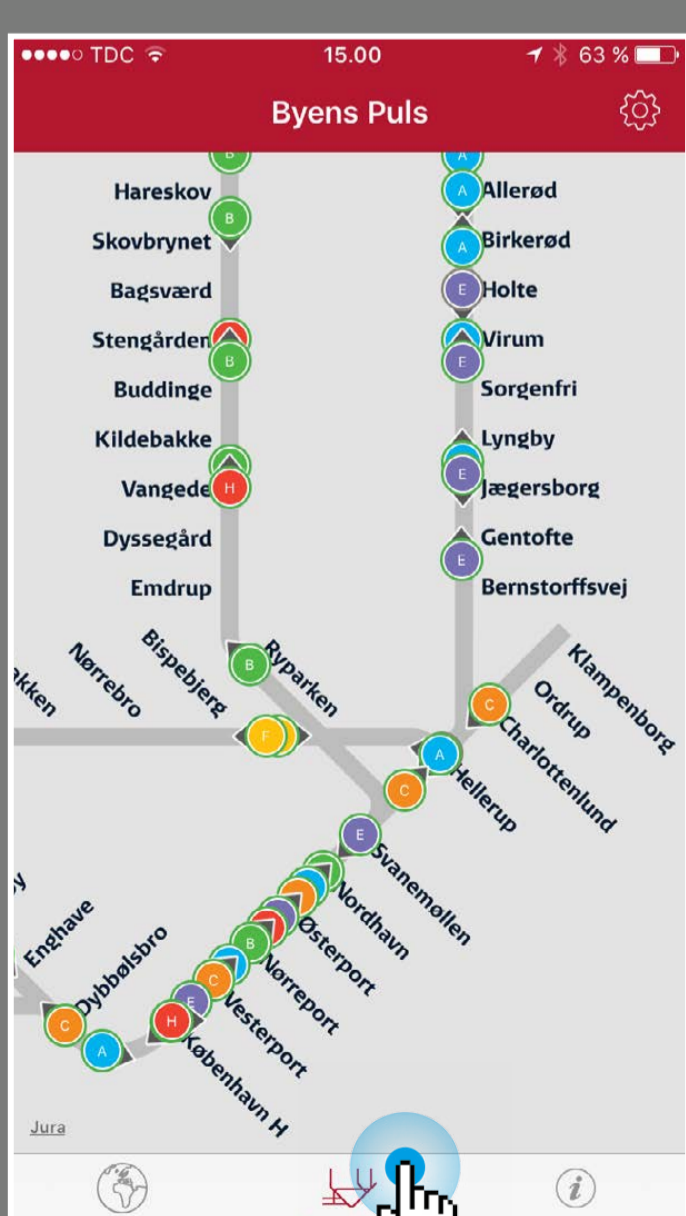 TDC 15.00 63 %
Byens Puls
B A
Hareskov A Allerød
B
Skovbrynet A Birkerød
Bagsværd E Holte
Stengården Virum
B E
Buddinge Sorgenfri
Kildebakke Lyngby
E
Vangede H Jægersborg
Dyssegård Gentofte
E
Emdrup Bernstorffsvej
Nørrebro
Bispebjerg
B Ryparken
Klampenborg
Ordrup
C Charlottenlund
F
A Hellerup
C
E Svanemøllen
Nordhavn
Østerport
B Nørreport
C Vesterport
E
H København H
Enghave
Dybbølsbro
C
A
Jura
i